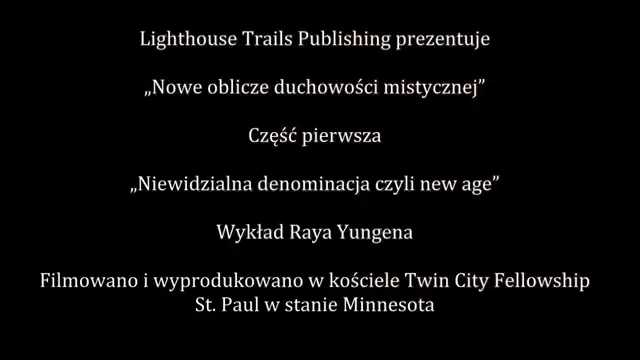 Lighthouse Trails Publishing prezentuje
„Nowe oblicze duchowości mistycznej”
Część pierwsza
„Niewidzialna denominacja czyli new age”
Wykład Raya Yungena
Filmowano i wyprodukowano w kościele Twin City Fellowship
St. Paul w stanie Minnesota